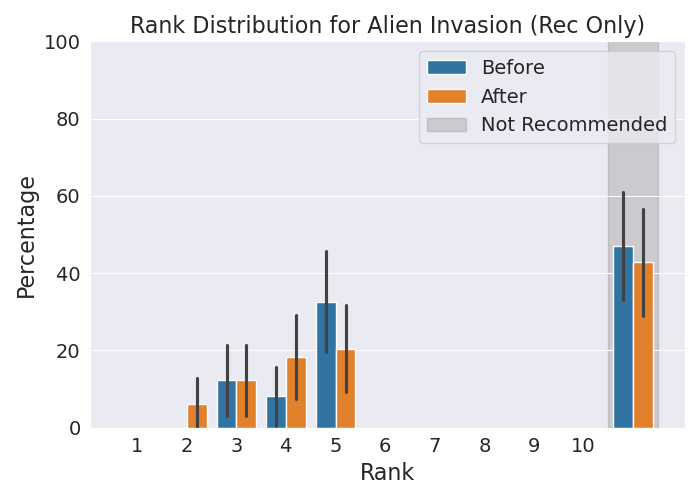 Rank Distribution for Alien Invasion (Rec Only)
100
80
60
40
20
0
Percentage
Before
After
Not Recommended
1 2 3 4 5 6 7 8 9 10
Rank